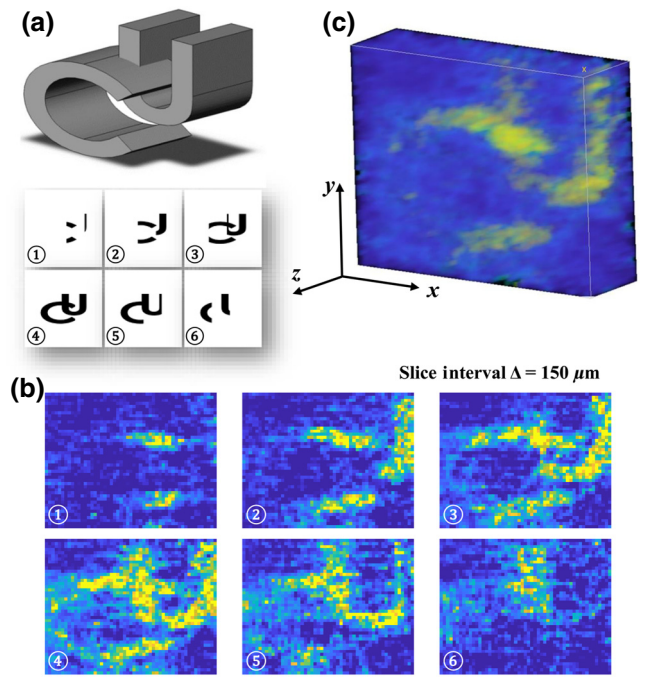 (a)
(c)
① ② ③
④ ⑤ ⑥
y
z
x
x
Slice interval Δ = 150 μm
(b)
① ② ③
④ ⑤ ⑥